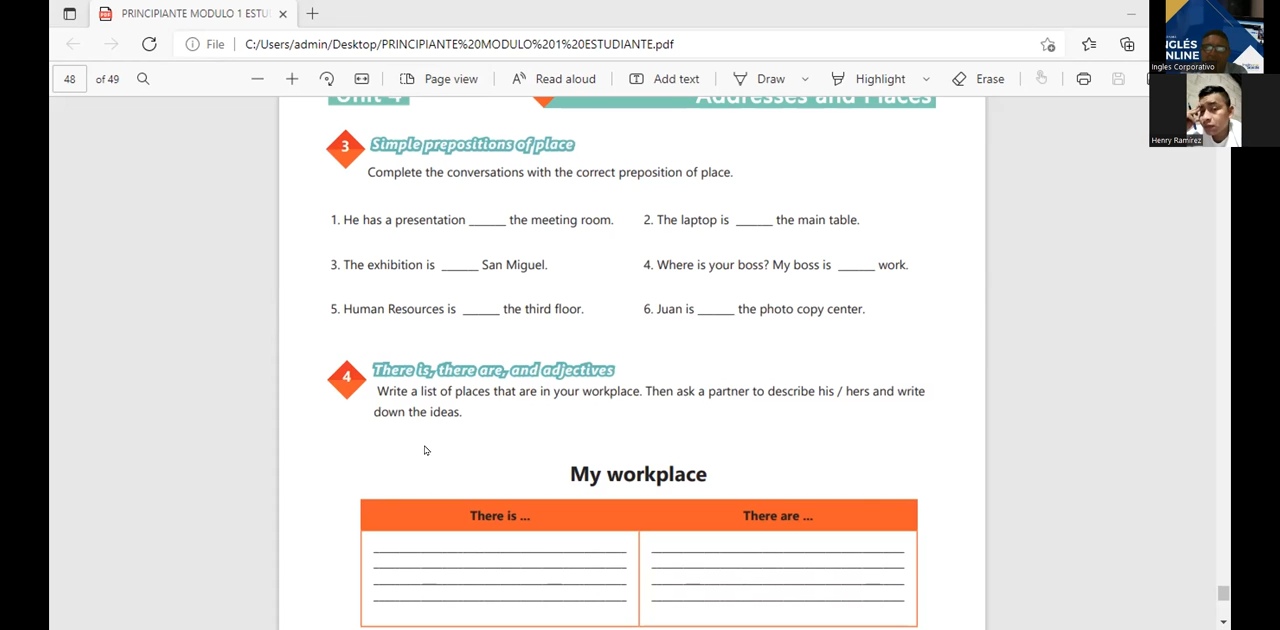 PRINCIPIANTE MODULO 1 ESTU
File C:/Users/admin/Desktop/PRINCIPIANTE%20MODULO%201%20ESTUDIANTE.pdf
48 of 49 Page view Read aloud Add text Draw Highlight Erase
INGLÉS
ONLINE
Ingles Corporativo
Henry Ramirez
Unit 4 Addresses and Places
3 Simple prepositions of place
Complete the conversations with the correct preposition of place.
1. He has a presentation ______ the meeting room. 2. The laptop is ______ the main table.
3. The exhibition is ______ San Miguel. 4. Where is your boss? My boss is ______ work.
5. Human Resources is ______ the third floor. 6. Juan is ______ the photo copy center.
4 There is, there are, and adjectives
Write a list of places that are in your workplace. Then ask a partner to describe his / hers and write
down the ideas.
My workplace
There is ... There are ...